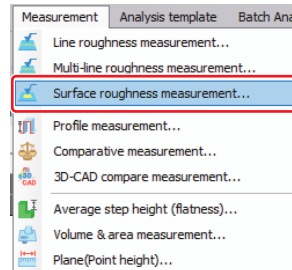 Measurement Analysis template Batch Ana
Line roughness measurement...
Multi-line roughness measurement...
Surface roughness measurement...
Profile measurement...
Comparative measurement...
CAD
3D-CAD compare measurement...
Average step height (flatness)...
Volume & area measurement...
Plane(Point height)...